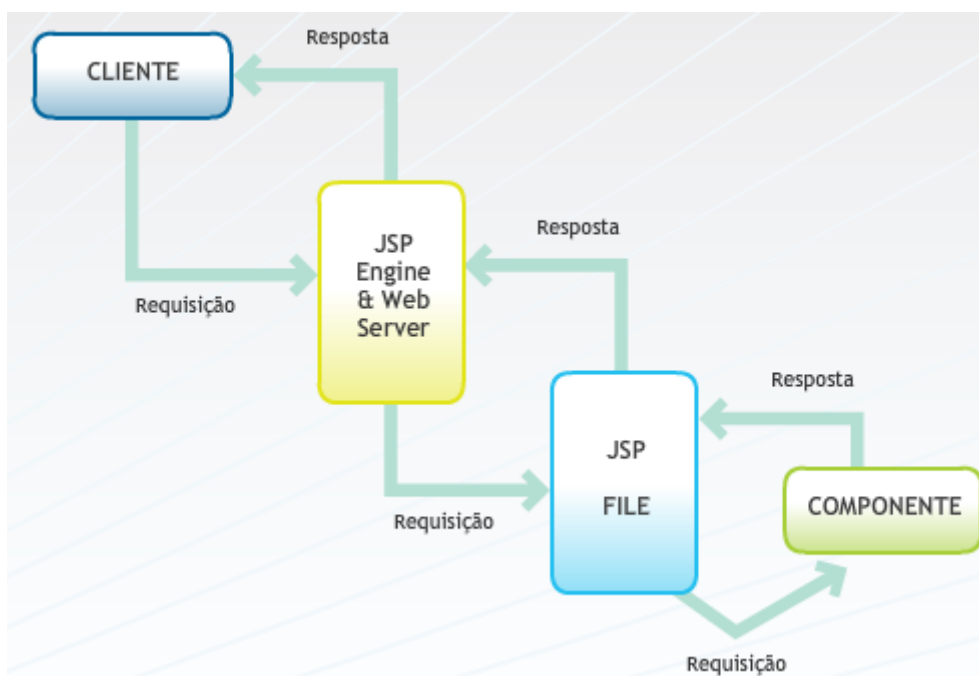 Resposta
CLIENTE
Resposta
JSP
Engine
& Web
Server
Requisição
Resposta
JSP
FILE
COMPONENTE
Requisição
Requisição